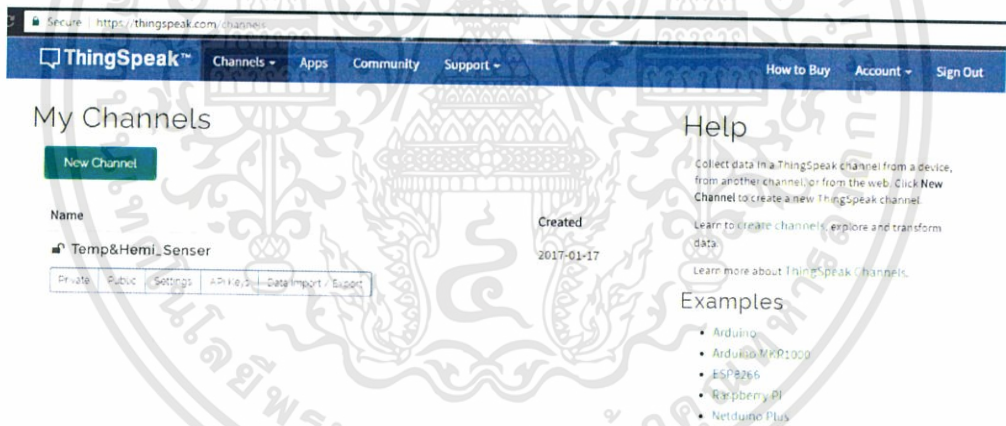 Secure https://thingspeak.com/channels
ThingSpeak™ Channels Apps Community Support How to Buy Account Sign Out
My Channels
New Channel
Name Created
Temp&Hemi_Senser 2017-01-17
Private Public Settings API Keys Data Import / Export
Help
Collect data in a ThingSpeak channel from a device,
from another channel, or from the web. Click New
Channel to create a new ThingSpeak channel.
Learn to create channels, explore and transform
data.
Learn more about ThingSpeak Channels.
Examples
Arduino
Arduino MKR1000
ESP8266
Raspberry Pi
Netduino Plus